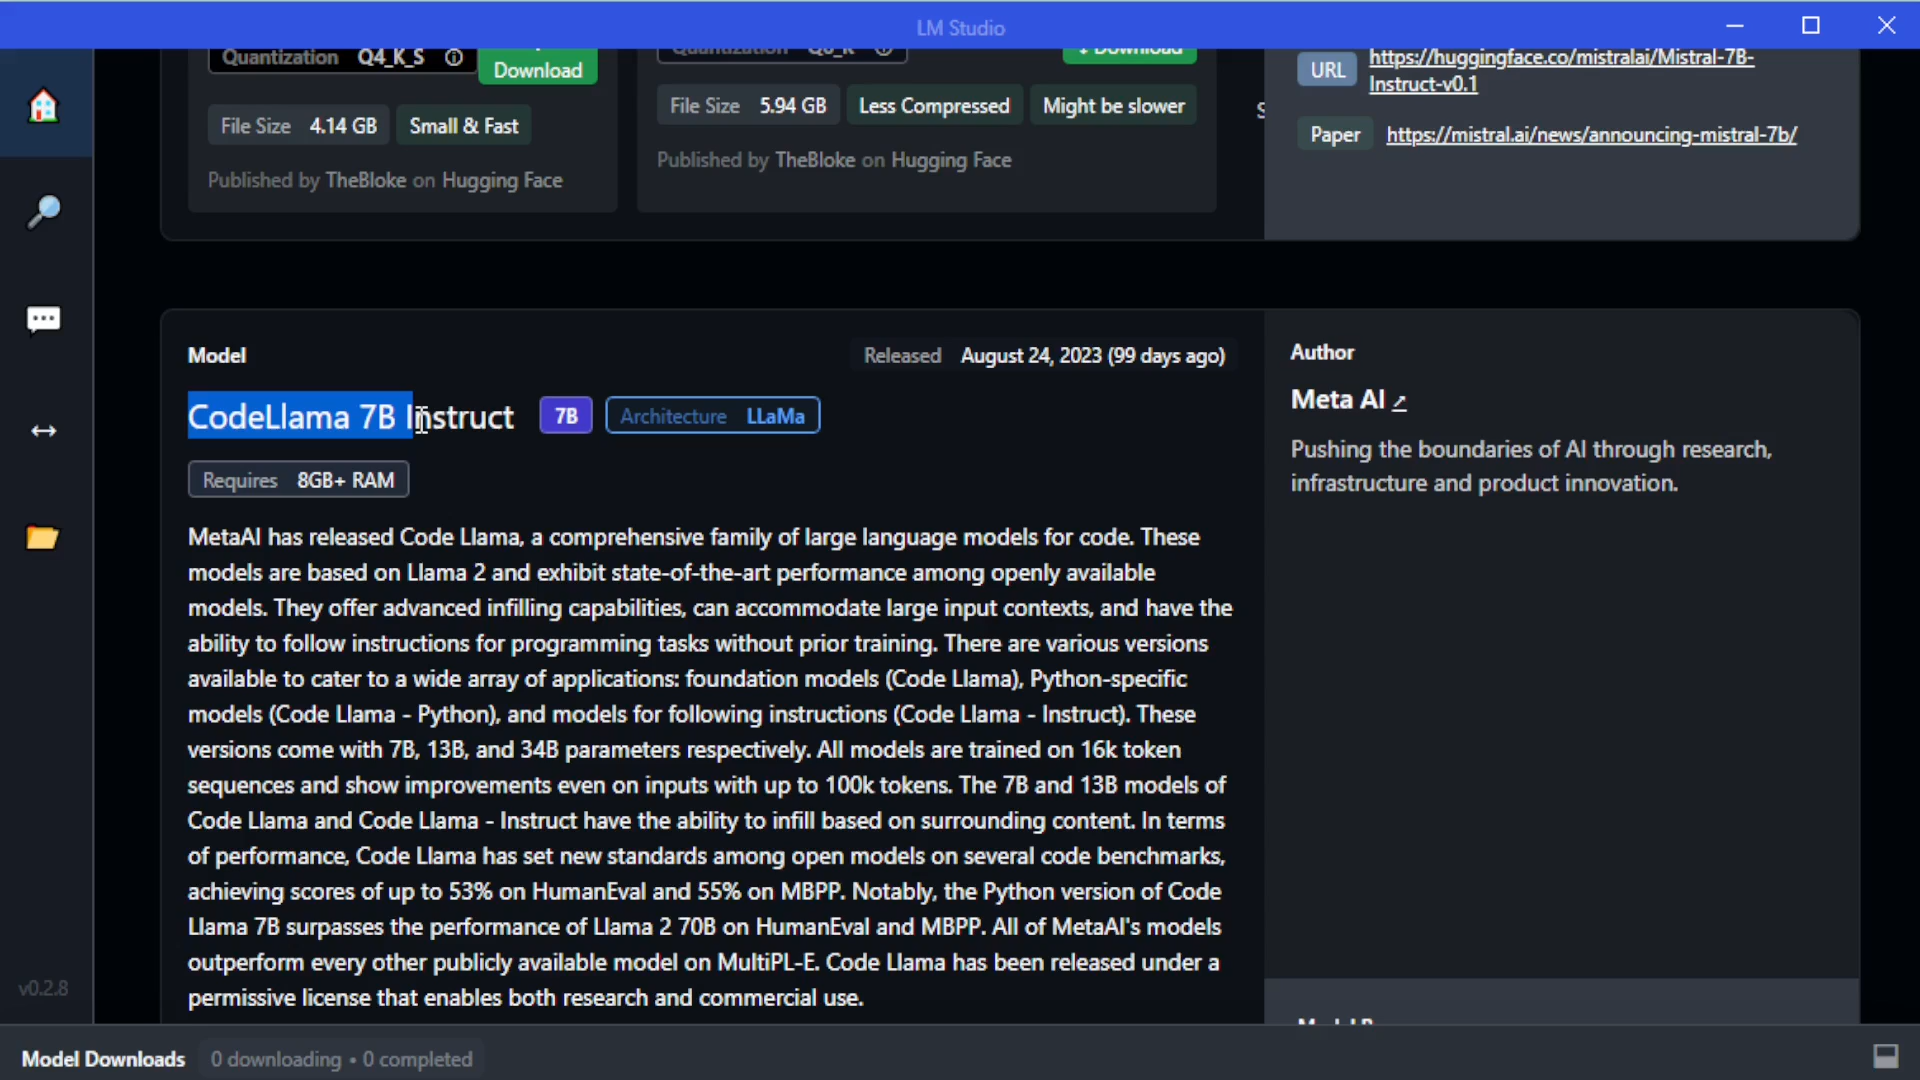 LM Studio
Quantization Q4_K_S
Download
File Size 4.14 GB Small & Fast
Published by TheBloke on Hugging Face
Quantization
Download
File Size 5.94 GB Less Compressed Might be slower
Published by TheBloke on Hugging Face
URL https://huggingface.co/mistralai/Mistral-7B-
Instruct-v0.1
Paper https://mistral.ai/news/announcing-mistral-7b/
Model
Released August 24, 2023 (99 days ago)
CodeLlama 7B Instruct 7B Architecture LLaMa
Requires 8GB+ RAM
MetaAI has released Code Llama, a comprehensive family of large language models for code. These
models are based on Llama 2 and exhibit state-of-the-art performance among openly available
models. They offer advanced infilling capabilities, can accommodate large input contexts, and have the
ability to follow instructions for programming tasks without prior training. There are various versions
available to cater to a wide array of applications: foundation models (Code Llama), Python-specific
models (Code Llama - Python), and models for following instructions (Code Llama - Instruct). These
versions come with 7B, 13B, and 34B parameters respectively. All models are trained on 16k token
sequences and show improvements even on inputs with up to 100k tokens. The 7B and 13B models of
Code Llama and Code Llama - Instruct have the ability to infill based on surrounding content. In terms
of performance, Code Llama has set new standards among open models on several code benchmarks,
achieving scores of up to 53% on HumanEval and 55% on MBPP. Notably, the Python version of Code
Llama 7B surpasses the performance of Llama 2 70B on HumanEval and MBPP. All of MetaAI's models
outperform every other publicly available model on MultiPL-E. Code Llama has been released under a
permissive license that enables both research and commercial use.
Author
Meta AI
Pushing the boundaries of AI through research,
infrastructure and product innovation.
v0.2.8
Model Downloads 0 downloading • 0 completed